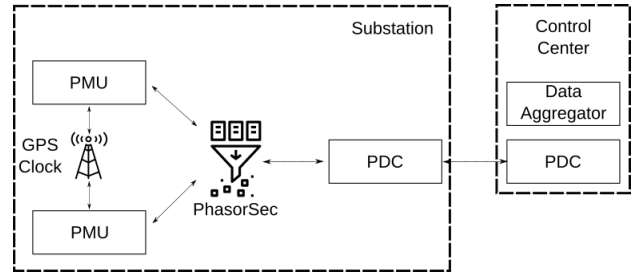 Substation
Control
Center
PMU
Data
Aggregator
GPS
Clock
PDC
PDC
PhasorSec
PMU